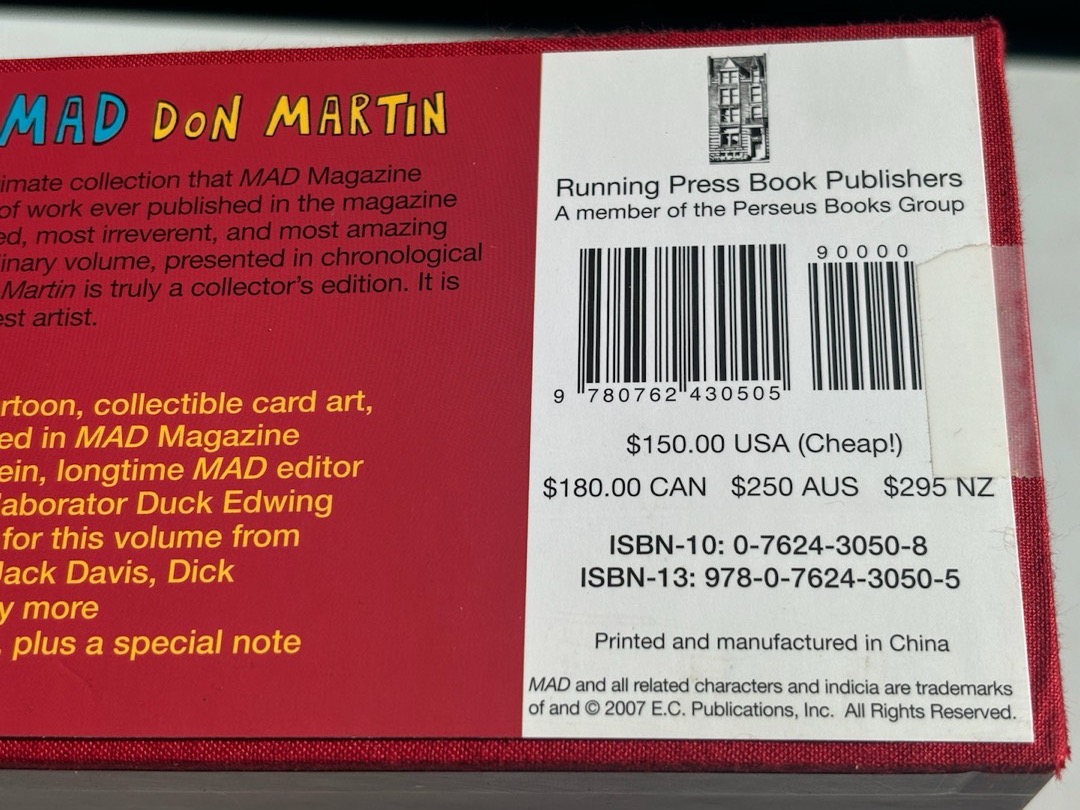 MAD DON MARTIN
imate collection that MAD Magazine
of work ever published in the magazine
ed, most irreverent, and most amazing
inary volume, presented in chronological
Martin is truly a collector's edition. It is
est artist.
rtoon, collectible card art,
ed in MAD Magazine
ein, longtime MAD editor
laborator Duck Edwing
for this volume from
Jack Davis, Dick
y more
, plus a special note
Running Press Book Publishers
A member of the Perseus Books Group
90000
9 780762 430505
$150.00 USA (Cheap!)
$180.00 CAN $250 AUS $295 NZ
ISBN-10: 0-7624-3050-8
ISBN-13: 978-0-7624-3050-5
Printed and manufactured in China
MAD and all related characters and indicia are trademarks
of and © 2007 E.C. Publications, Inc. All Rights Reserved.